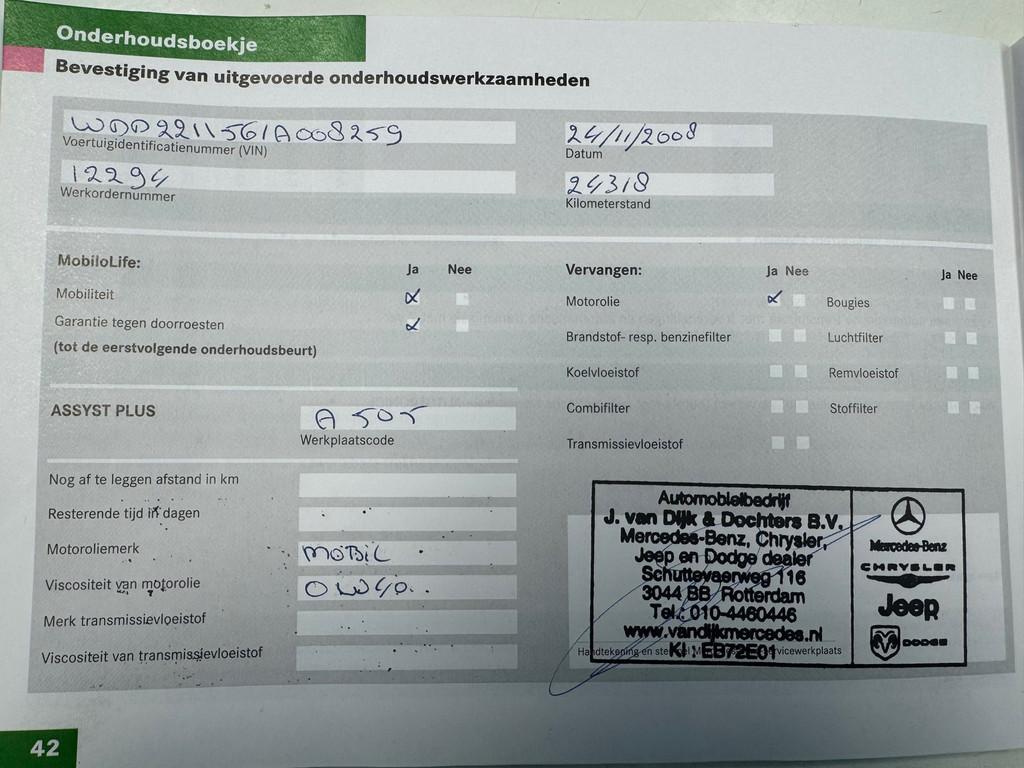 Onderhoudsboekje
Bevestiging van uitgevoerde onderhoudswerkzaamheden
WDD2211561A008259
Voertuigidentificatienummer (VIN)
24/11/2008
Datum
12294
Werkordernummer
24318
Kilometerstand
MobiloLife:
Ja Nee
Mobiliteit
Garantie tegen doorroesten
(tot de eerstvolgende onderhoudsbeurt)
Vervangen:
Ja Nee
Ja Nee
Motorolie
Bougies
Brandstof- resp. benzinefilter
Luchtfilter
Koelvloeistof
Remvloeistof
Combifilter
Stoffilter
Transmissievloeistof
ASSYST PLUS
A 505
Werkplaatscode
Nog af te leggen afstand in km
Resterende tijd in dagen
Motoroliemerk
MOBIL
Viscositeit van motorolie
0W40
Merk transmissievloeistof
Viscositeit van transmissievloeistof
Automobielbedrijf
J. van Dijk & Dochters B.V.
Mercedes-Benz, Chrysler,
Jeep en Dodge dealer
Schuttevaerweg 116
3044 BB Rotterdam
Tel.: 010-4460446
www.vandijkmercedes.nl
KI : EB72E01
Mercedes-Benz
CHRYSLER
Jeep
DODGE
Handtekening en
42